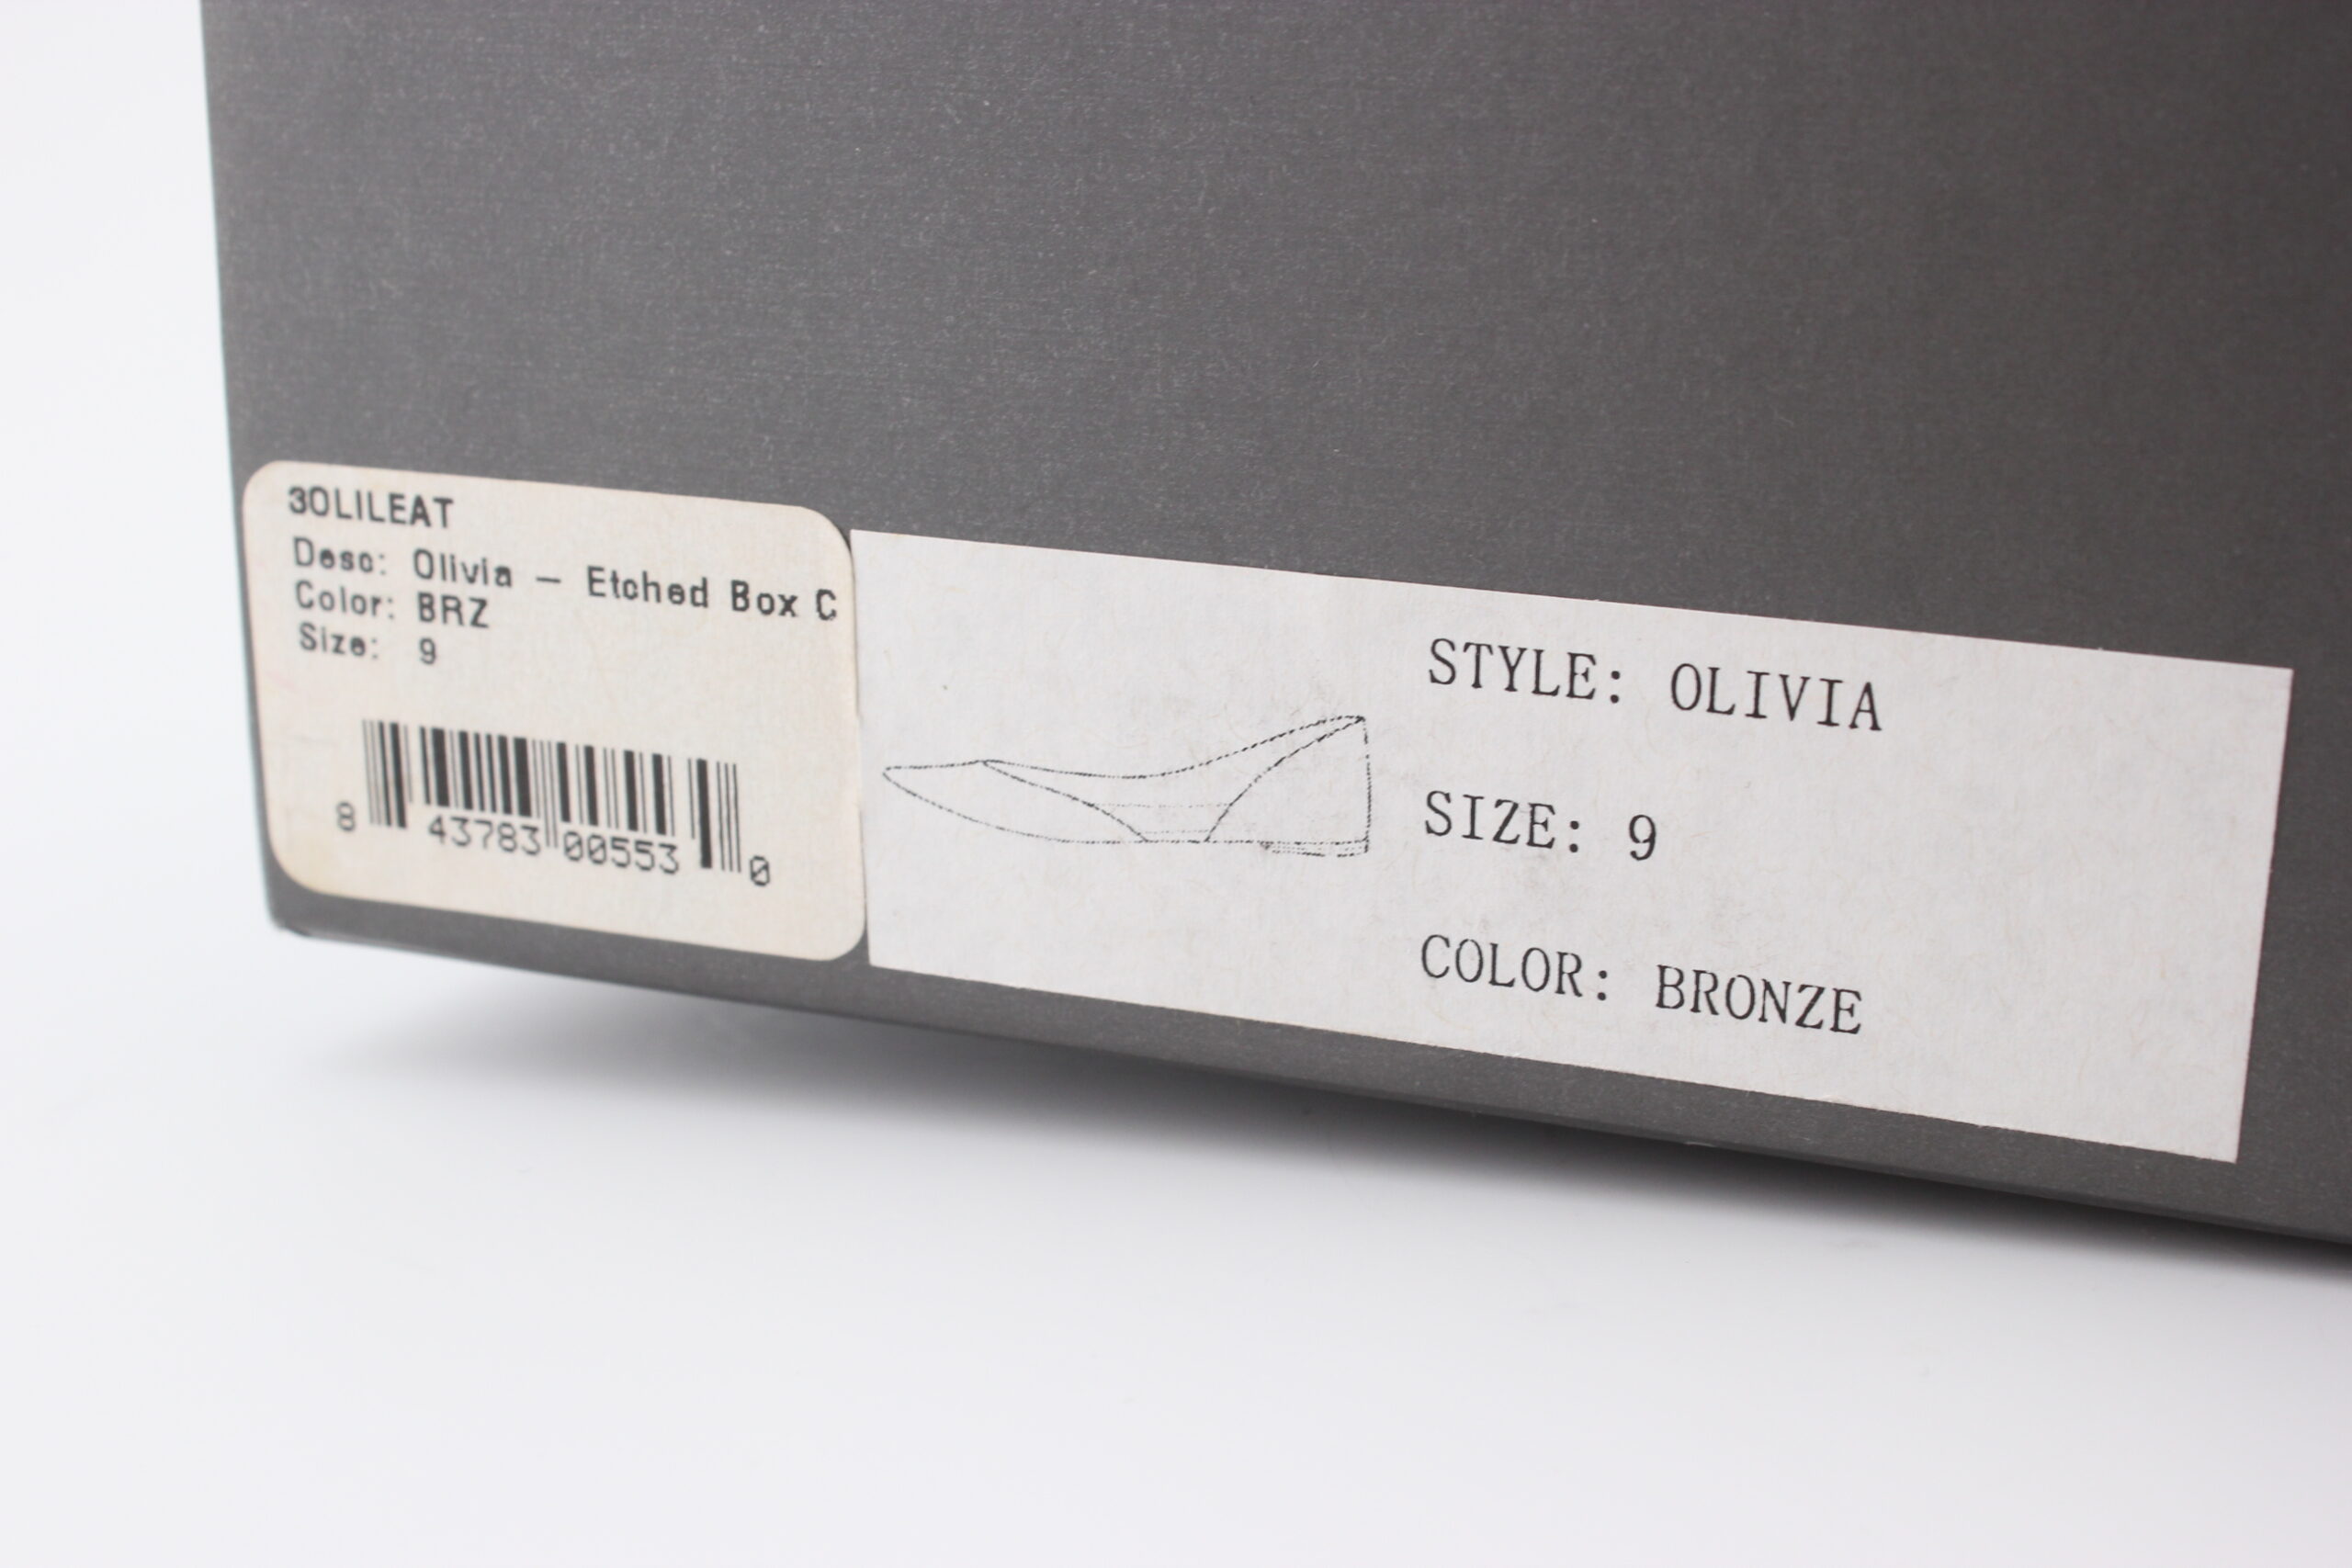 3OLILEAT
Desc: Olivia – Etched Box C
Color: BRZ
Size: 9
8 43783 00553 0
STYLE: OLIVIA
SIZE: 9
COLOR: BRONZE